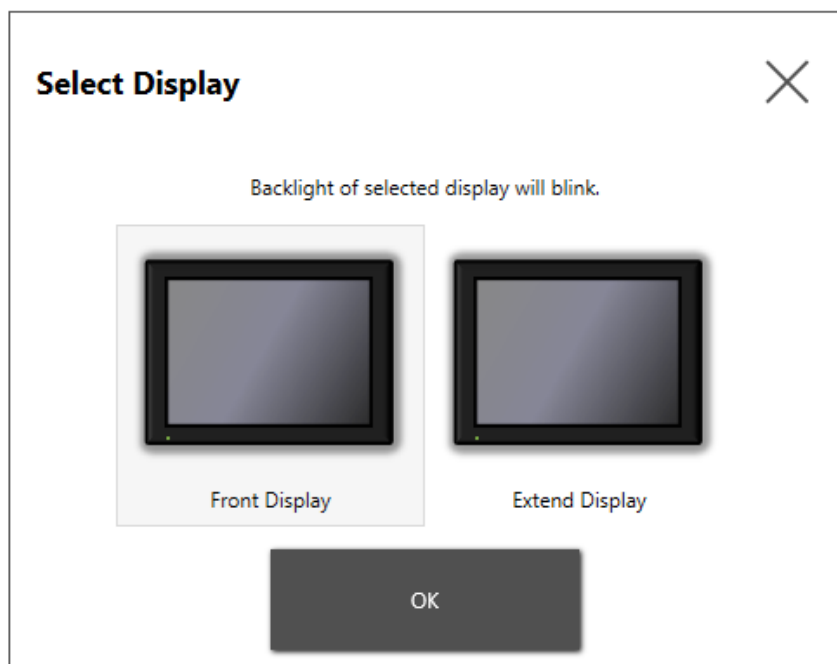 Select Display
Backlight of selected display will blink.
Front Display
Extend Display
OK